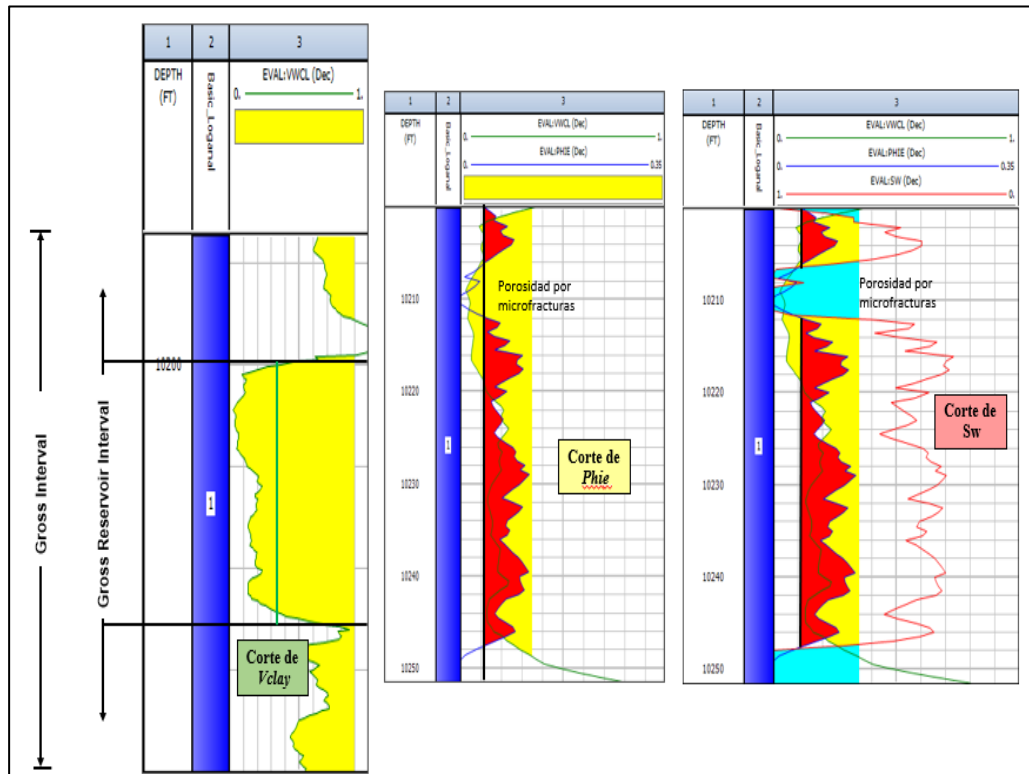 Gross Interval
Gross Reservoir Interval
1 2 3
DEPTH
(FT)
Basic_Loganal
EVAL:VWCL (Dec)
0. 1.
10200
1
Corte de
Vclay
1 2 3
DEPTH
(FT)
Basic_Loganal
EVAL:VWCL (Dec)
0. 1.
EVAL:PHIE (Dec)
0. 0.35
Porosidad por
microfracturas
10210
10220
1
Corte de
Phie
10230
10240
10250
1 2 3
DEPTH
(FT)
Basic_Loganal
EVAL:VWCL (Dec)
0. 1.
EVAL:PHIE (Dec)
0. 0.35
EVAL:SW (Dec)
1. 0.
Porosidad por
microfracturas
10210
10220
Corte de
Sw
1
10230
10240
10250